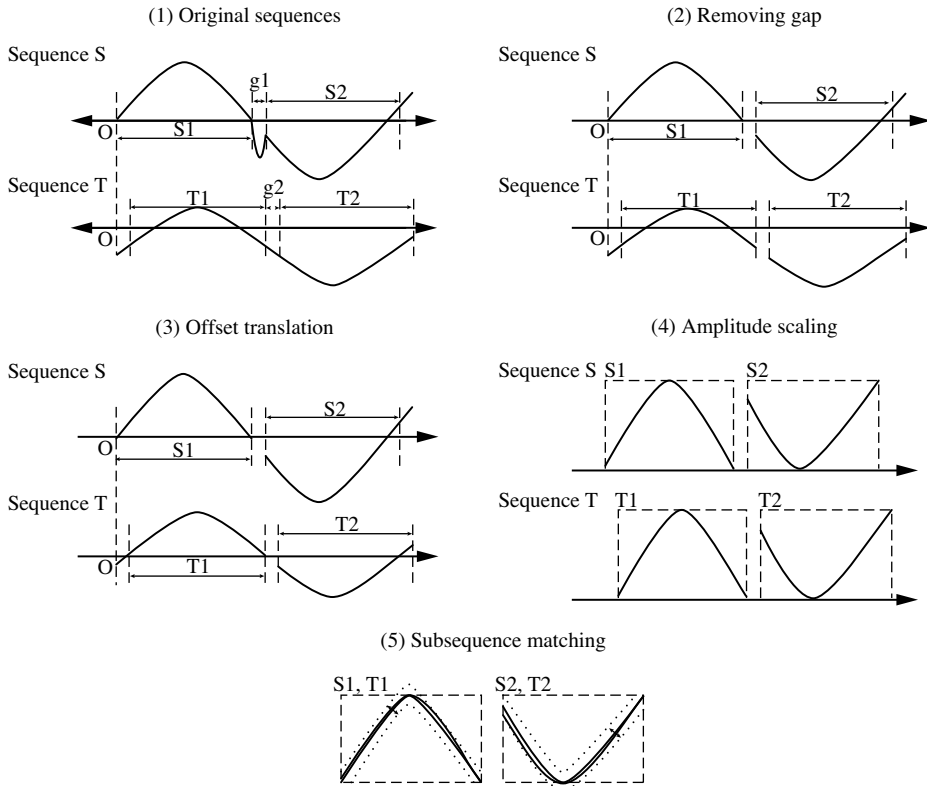 (1) Original sequences
Sequence S
g1
S2
O
S1
Sequence T
T1
g2
T2
O
(2) Removing gap
Sequence S
S2
O
S1
Sequence T
T1
T2
O
(3) Offset translation
Sequence S
S2
O
S1
Sequence T
T2
O
T1
(4) Amplitude scaling
Sequence S
S1
S2
Sequence T
T1
T2
(5) Subsequence matching
S1, T1
S2, T2